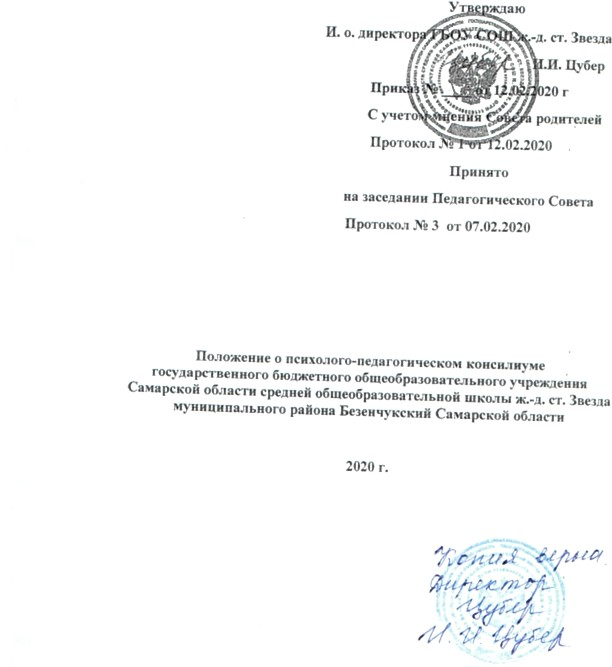 Утверждаю
И. о. директора ГБОУ СОШ ж.-д. ст. Звезда
И.И. Цубер
Приказ № от 12.02.2020 г
С учетом мнения Совета родителей
Протокол № 1 от 12.02.2020
Принято
на заседании Педагогического Совета
Протокол № 3 от 07.02.2020
Положение о психолого-педагогическом консилиуме
государственного бюджетного общеобразовательного учреждения
Самарской области средней общеобразовательной школы ж.-д. ст. Звезда
муниципального района Безенчукский Самарской области
2020 г.
Копия верна
Директор
Цубер
И. И. Цубер